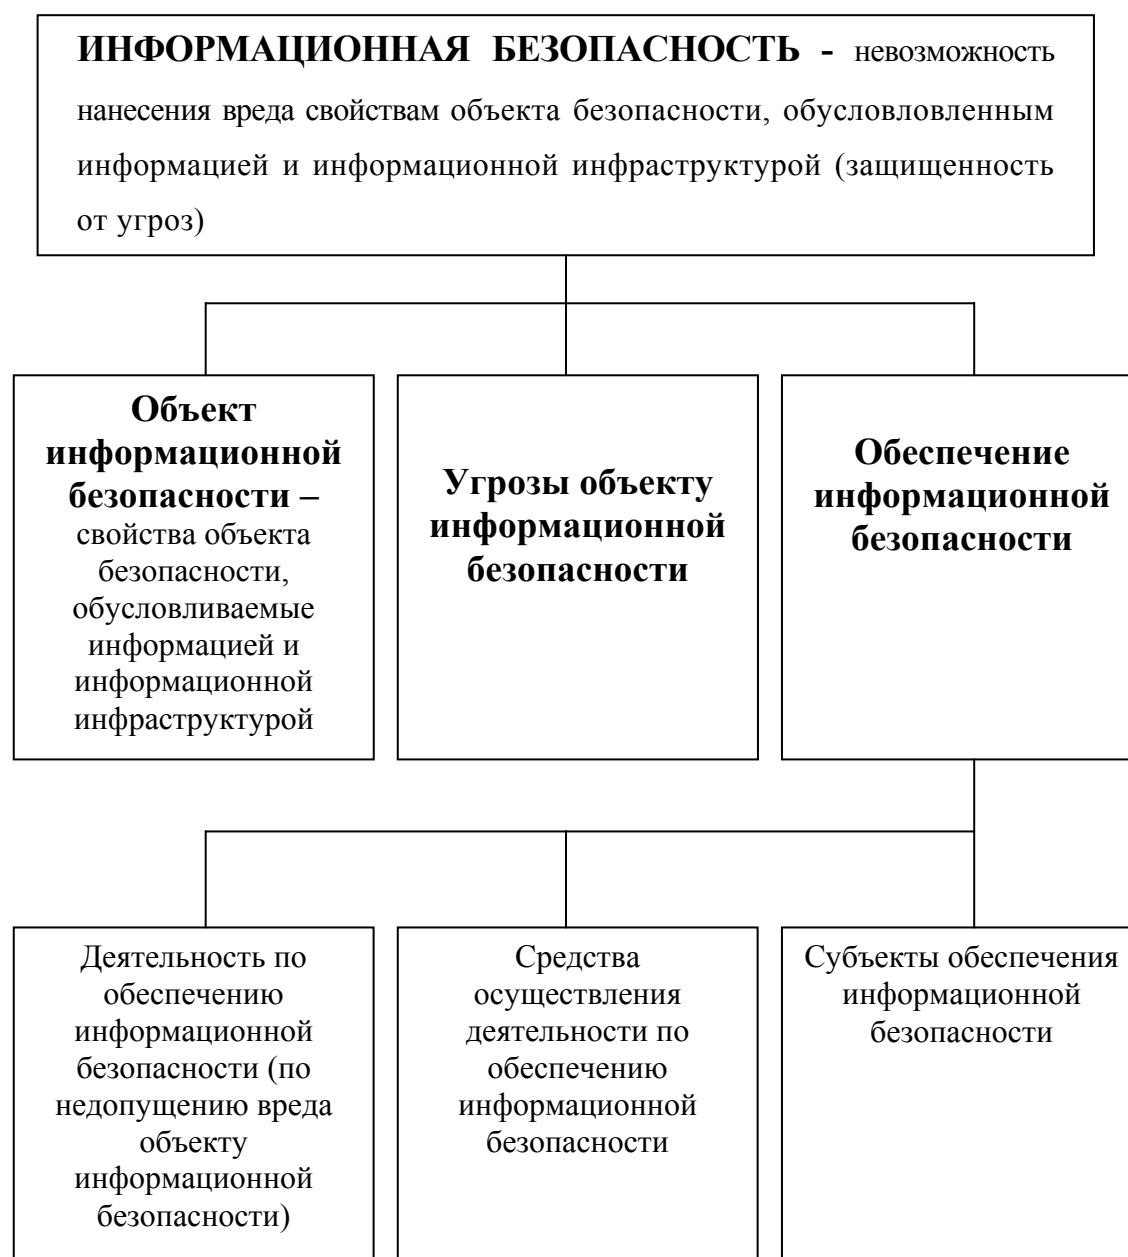 ИНФОРМАЦИОННАЯ БЕЗОПАСНОСТЬ - невозможность
нанесения вреда свойствам объекта безопасности, обусловловленным
информацией и информационной инфраструктурой (защищенность
от угроз)
Объект
информационной
безопасности –
свойства объекта
безопасности,
обусловливаемые
информацией и
информационной
инфраструктурой
Угрозы объекту
информационной
безопасности
Обеспечение
информационной
безопасности
Деятельность по
обеспечению
информационной
безопасности (по
недопущению вреда
объекту
информационной
безопасности)
Средства
осуществления
деятельности по
обеспечению
информационной
безопасности
Субъекты обеспечения
информационной
безопасности